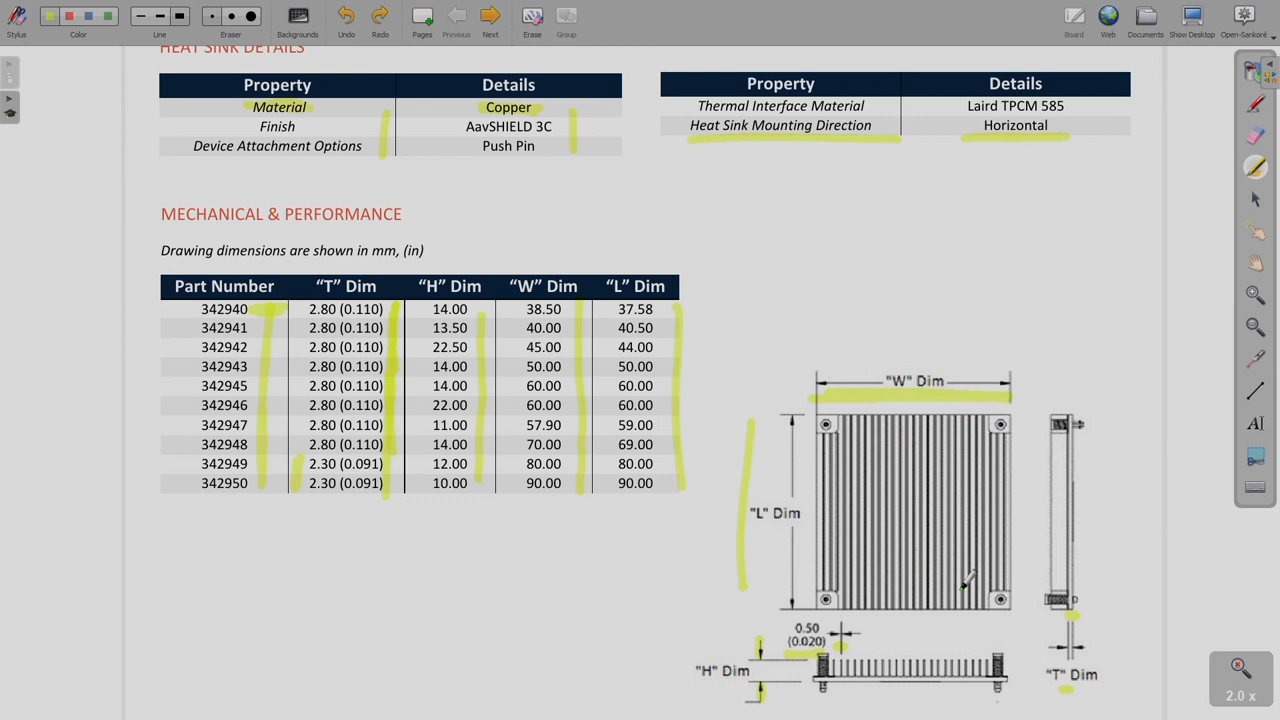 Stylus
Color
Line
Eraser
Backgrounds
Undo
Redo
Pages
Previous
Next
Erase
Group
Board
Web
Documents
Show Desktop
Open-Sankoré
HEAT SINK DETAILS
Property Details
Material Copper
Finish AavSHIELD 3C
Device Attachment Options Push Pin
Property Details
Thermal Interface Material Laird TPCM 585
Heat Sink Mounting Direction Horizontal
MECHANICAL & PERFORMANCE
Drawing dimensions are shown in mm, (in)
Part Number “T” Dim “H” Dim “W” Dim “L” Dim
342940 2.80 (0.110) 14.00 38.50 37.58
342941 2.80 (0.110) 13.50 40.00 40.50
342942 2.80 (0.110) 22.50 45.00 44.00
342943 2.80 (0.110) 14.00 50.00 50.00
342945 2.80 (0.110) 14.00 60.00 60.00
342946 2.80 (0.110) 22.00 60.00 60.00
342947 2.80 (0.110) 11.00 57.90 59.00
342948 2.80 (0.110) 14.00 70.00 69.00
342949 2.30 (0.091) 12.00 80.00 80.00
342950 2.30 (0.091) 10.00 90.00 90.00
"W" Dim
"L" Dim
0.50
(0.020)
"H" Dim
"T" Dim
AI
2.0 x